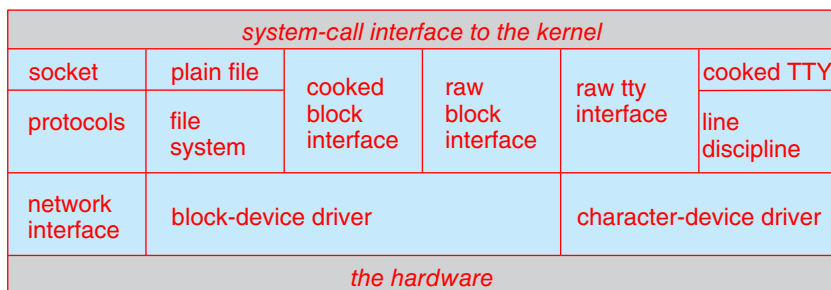 system-call interface to the kernel
socket
plain file
cooked
block
interface
raw
block
interface
raw tty
interface
cooked TTY
protocols
file
system
line
discipline
network
interface
block-device driver
character-device driver
the hardware